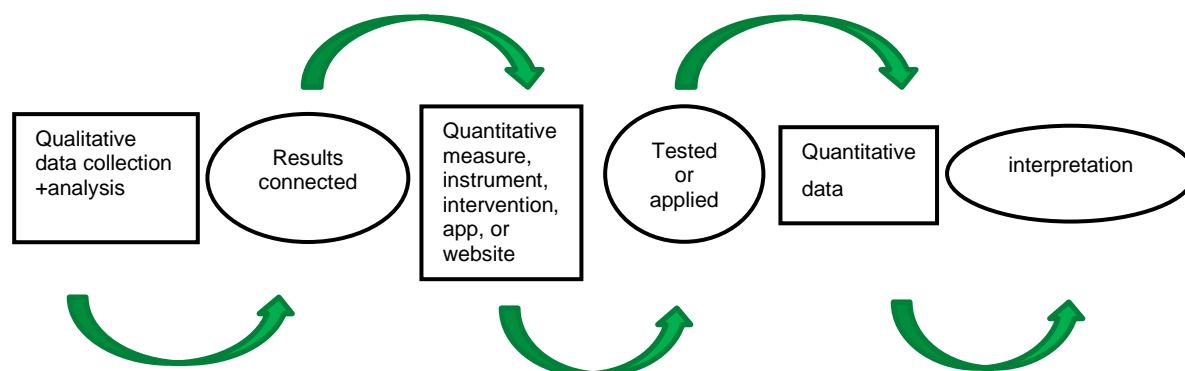 Qualitative
data collection
+analysis
Results
connected
Quantitative
measure,
instrument,
intervention,
app, or
website
Tested
or
applied
Quantitative
data
interpretation